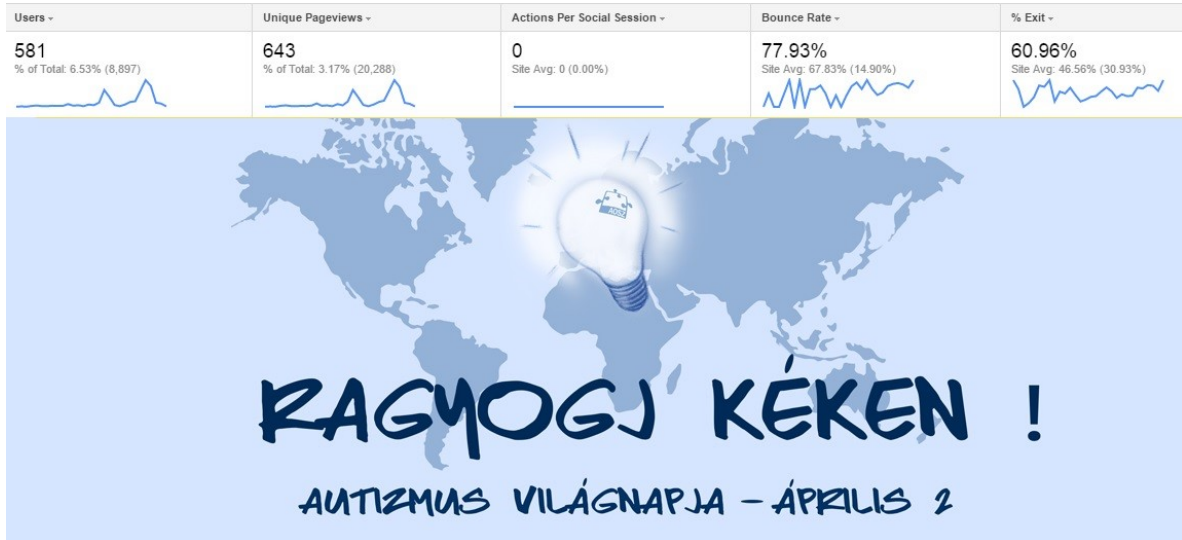 Users
Unique Pageviews
Actions Per Social Session
Bounce Rate
% Exit
581
% of Total: 6.53% (8,897)
643
% of Total: 3.17% (20,288)
0
Site Avg: 0 (0.00%)
77.93%
Site Avg: 67.83% (14.90%)
60.96%
Site Avg: 46.56% (30.93%)
AOSZ
RAGYOGJ KÉKEN !
AUTIZMUS VILÁGNAPJA – ÁPRILIS 2